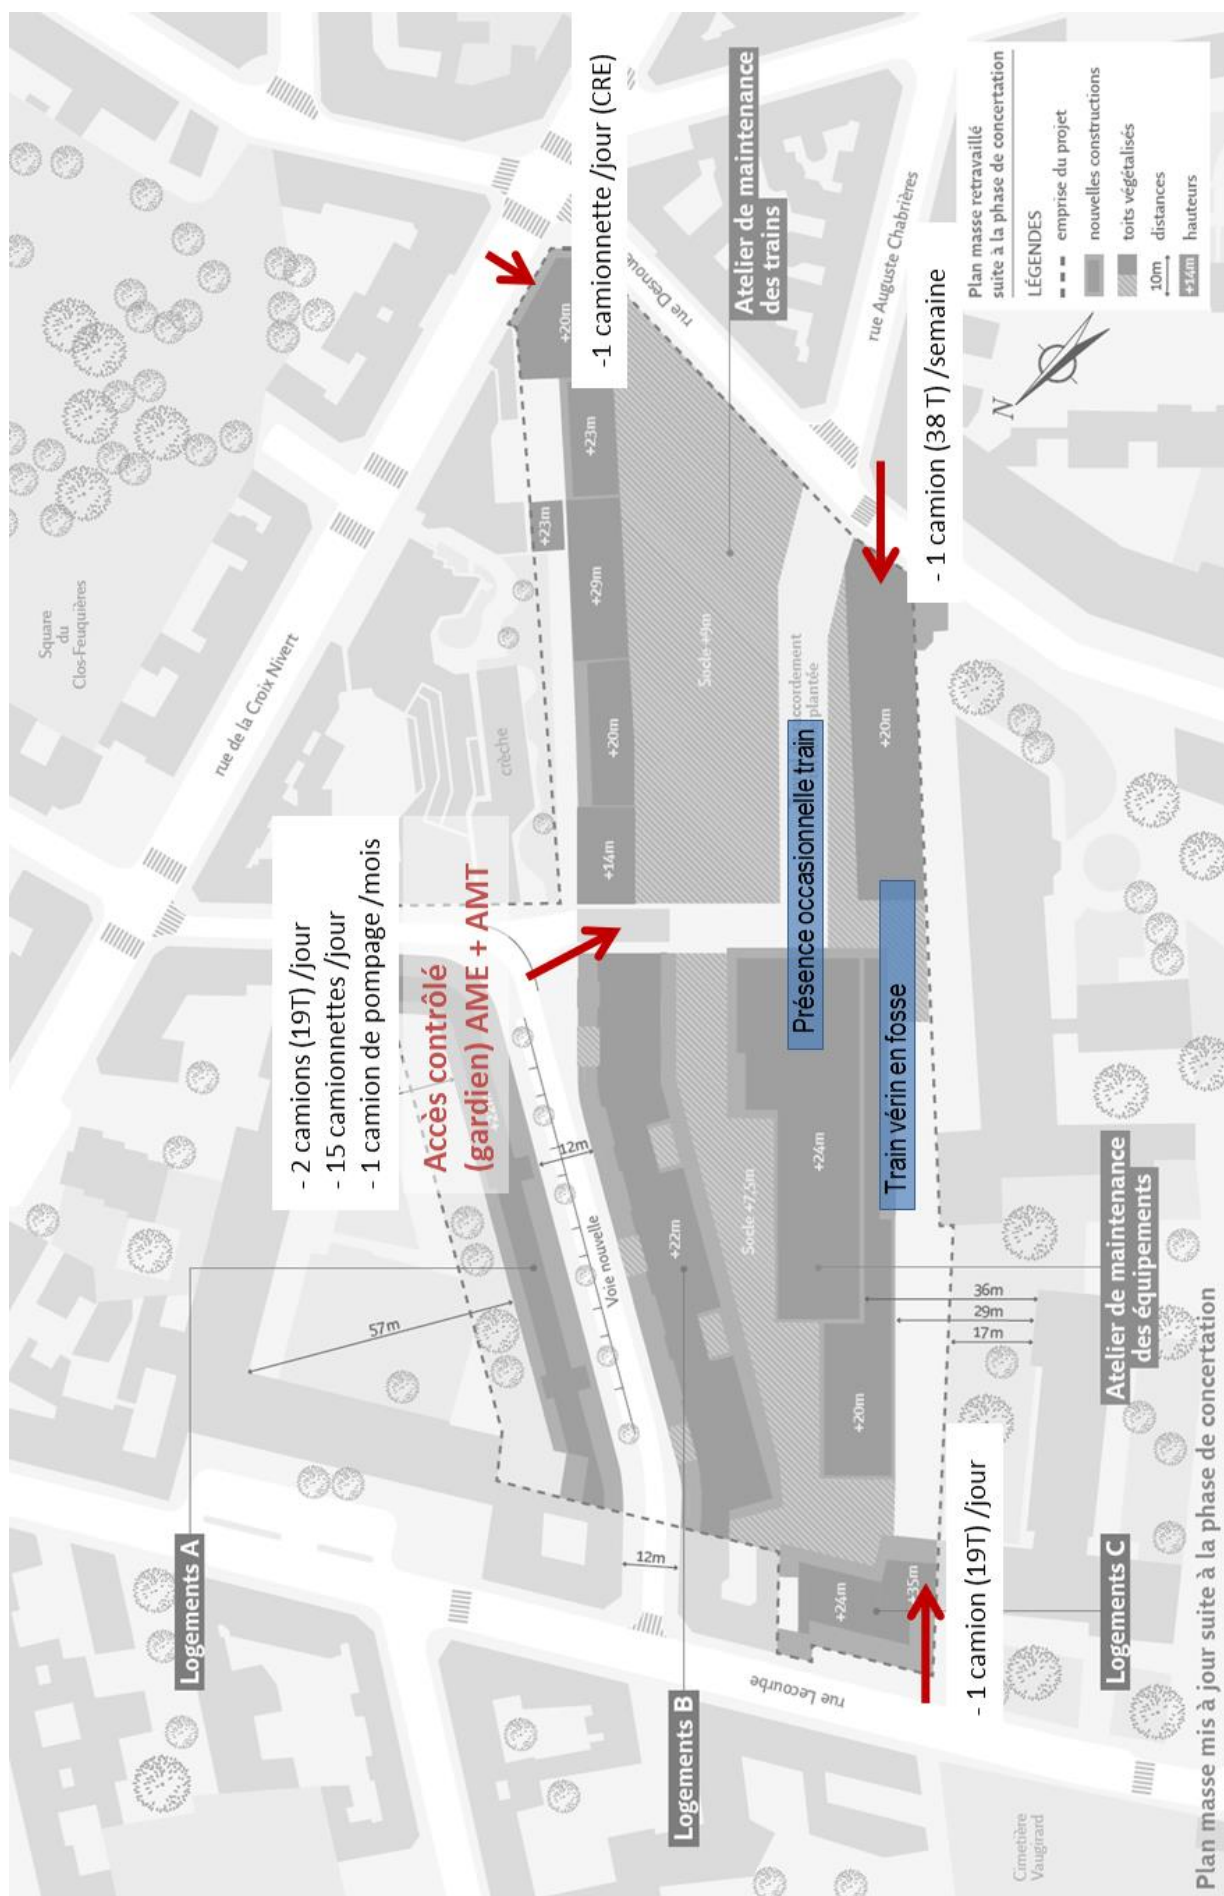 Square
du
Clos-Feuquières
rue de la Croix Nivert
crèche
- 2 camions (19T) /jour
- 15 camionnettes /jour
- 1 camion de pompage /mois
Accès contrôlé
(gardien) AME + AMT
-1 camionnette /jour (CRE)
Atelier de maintenance
des trains
rue Desnoue
rue Auguste Chabrières
- 1 camion (38 T) /semaine
Plan masse retravaillé
suite à la phase de concertation
LÉGENDES
emprise du projet
nouvelles constructions
toits végétalisés
10m
distances
+14m
hauteurs
N
+20m
+23m
+23m
+29m
+20m
+14m
Socle +9m
ccordement
plantée
+20m
Présence occasionnelle train
Train vérin en fosse
12m
57m
Voie nouvelle
+22m
Socle +7,5m
+24m
+20m
36m
29m
17m
12m
+24m
+35m
Logements A
Logements B
Logements C
Atelier de maintenance
des équipements
- 1 camion (19T) /jour
rue Lecourbe
Cimetière
Vaugirard
Plan masse mis à jour suite à la phase de concertation